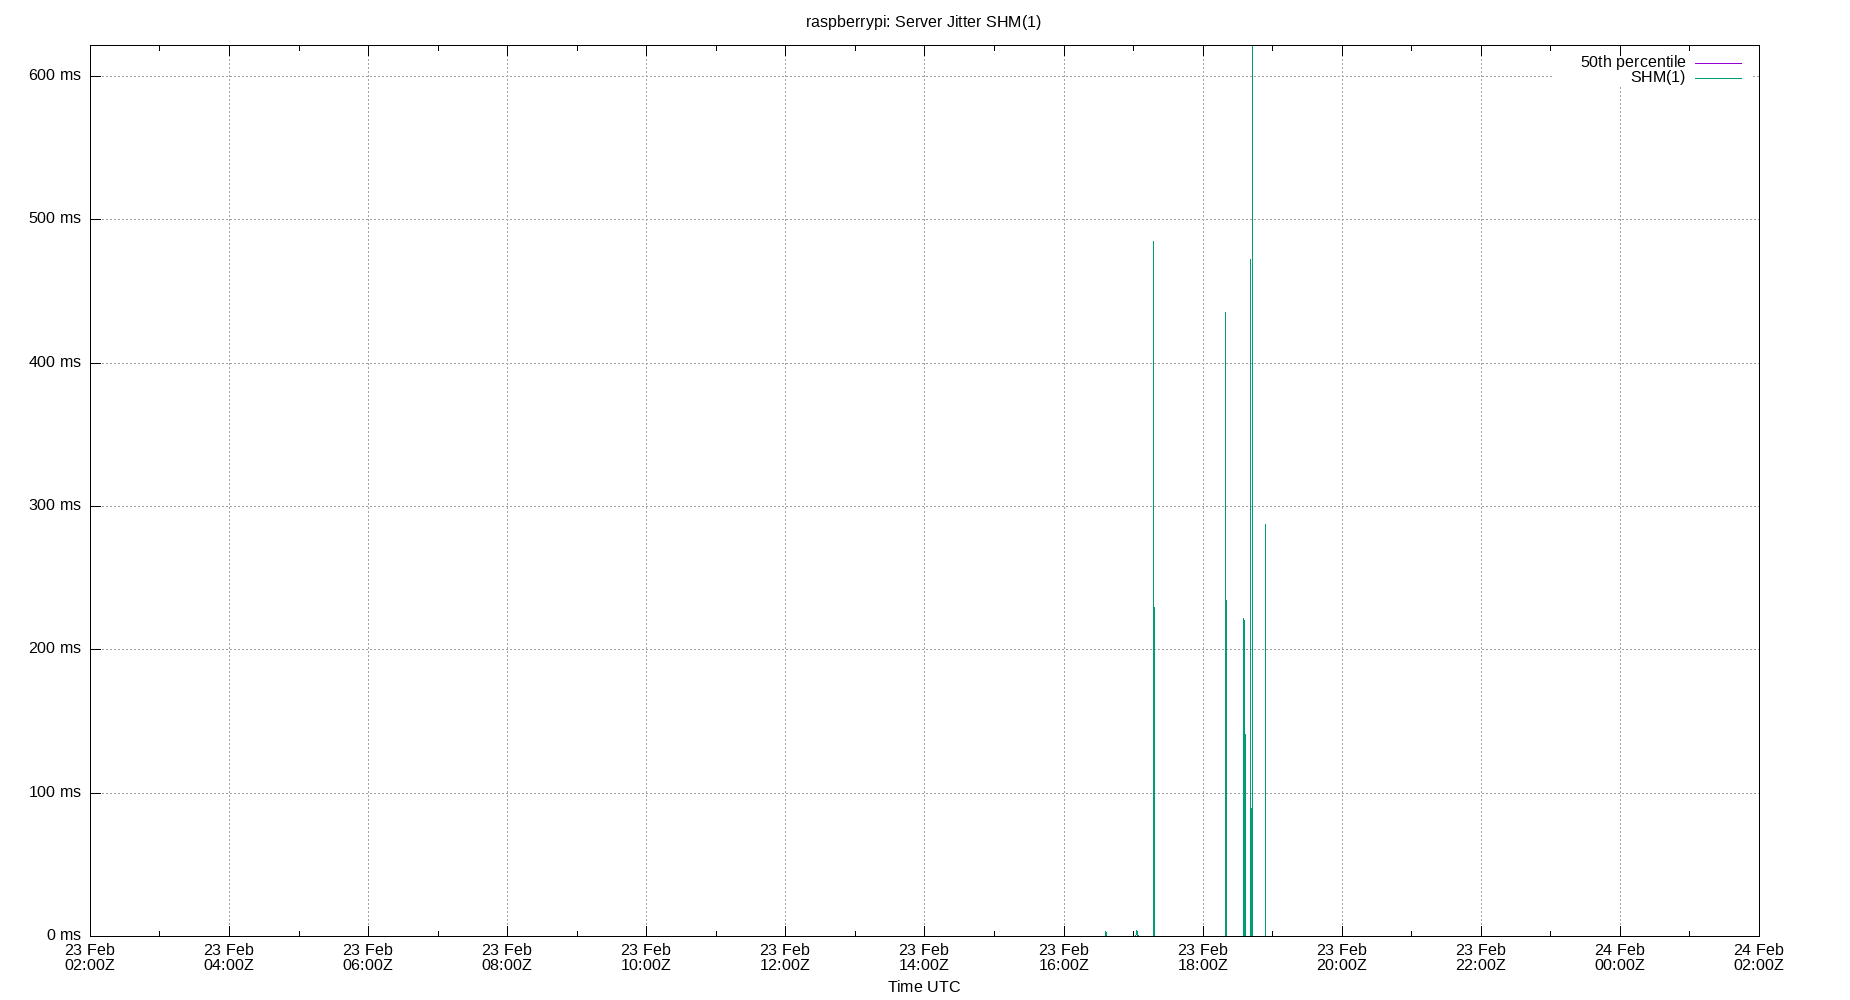 raspberrypi: Server Jitter SHM(1)
600 ms
500 ms
400 ms
300 ms
200 ms
100 ms
0 ms
50th percentile
SHM(1)
23 Feb 23 Feb 23 Feb 23 Feb 23 Feb 23 Feb 23 Feb 23 Feb 23 Feb 23 Feb 23 Feb 24 Feb 24 Feb
02:00Z 04:00Z 06:00Z 08:00Z 10:00Z 12:00Z 14:00Z 16:00Z 18:00Z 20:00Z 22:00Z 00:00Z 02:00Z
Time UTC